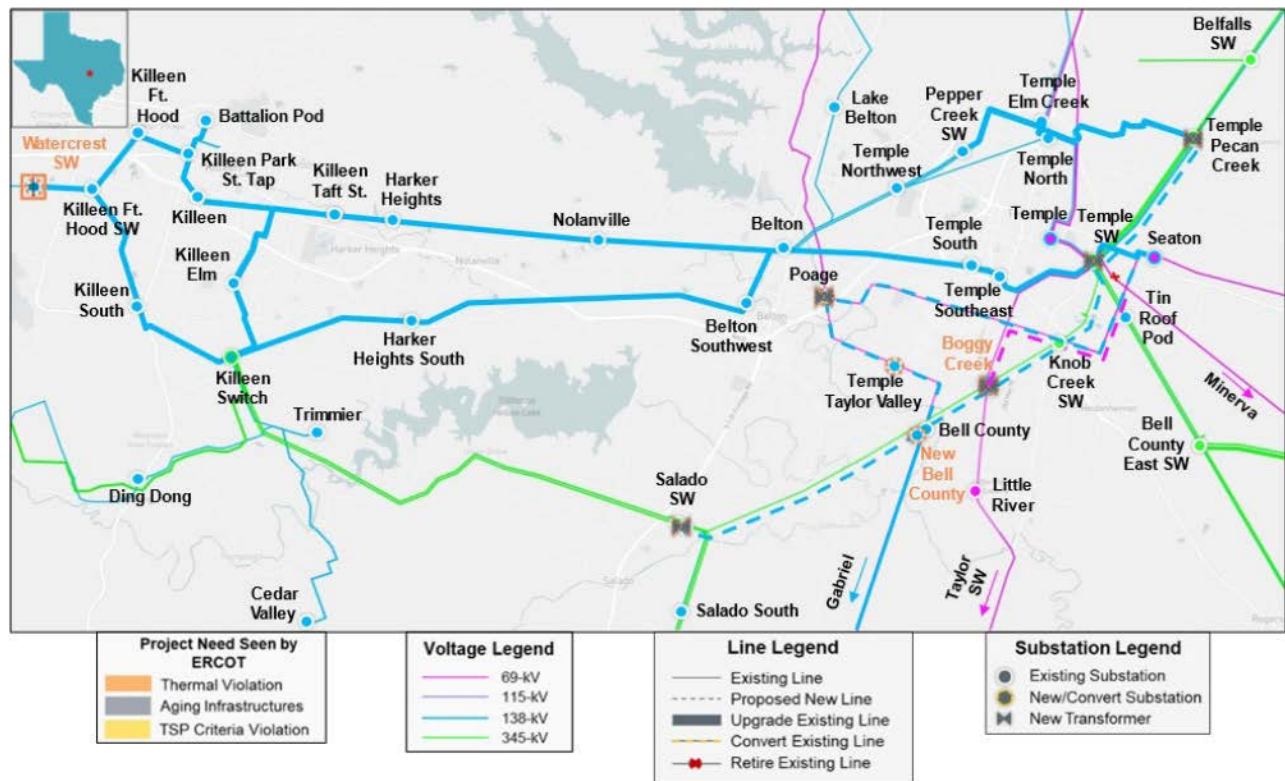 Belfalls
SW
Killeen
Ft.
Hood
Battalion Pod
Lake
Belton
Pepper
Creek
SW
Temple
Elm Creek
Watercrest
SW
Killeen Park
St. Tap
Killeen
Taft St.
Harker
Heights
Temple
Northwest
Temple
North
Temple
Pecan
Creek
Killeen Ft.
Hood SW
Killeen
Nolanville
Belton
Temple
South
Temple
Temple
SW
Seaton
Harker Heights
Nolanville
Killeen
Elm
Poage
Killeen
South
Belton
Temple
Southeast
Tin
Roof
Pod
Harker
Heights South
Belton
Southwest
Boggy
Creek
Killeen
Switch
Temple
Taylor Valley
Knob
Creek
SW
Minerva
Trimmier
Bell County
Bell
County
East SW
Ding Dong
Salado
SW
New
Bell
County
Little
River
Salado
Cedar
Valley
Salado South
Gabriel
Taylor
SW
Project Need Seen by
ERCOT
Thermal Violation
Aging Infrastructures
TSP Criteria Violation
Voltage Legend
69-kV
115-kV
138-kV
345-kV
Line Legend
Existing Line
Proposed New Line
Upgrade Existing Line
Convert Existing Line
Retire Existing Line
Substation Legend
Existing Substation
New/Convert Substation
New Transformer